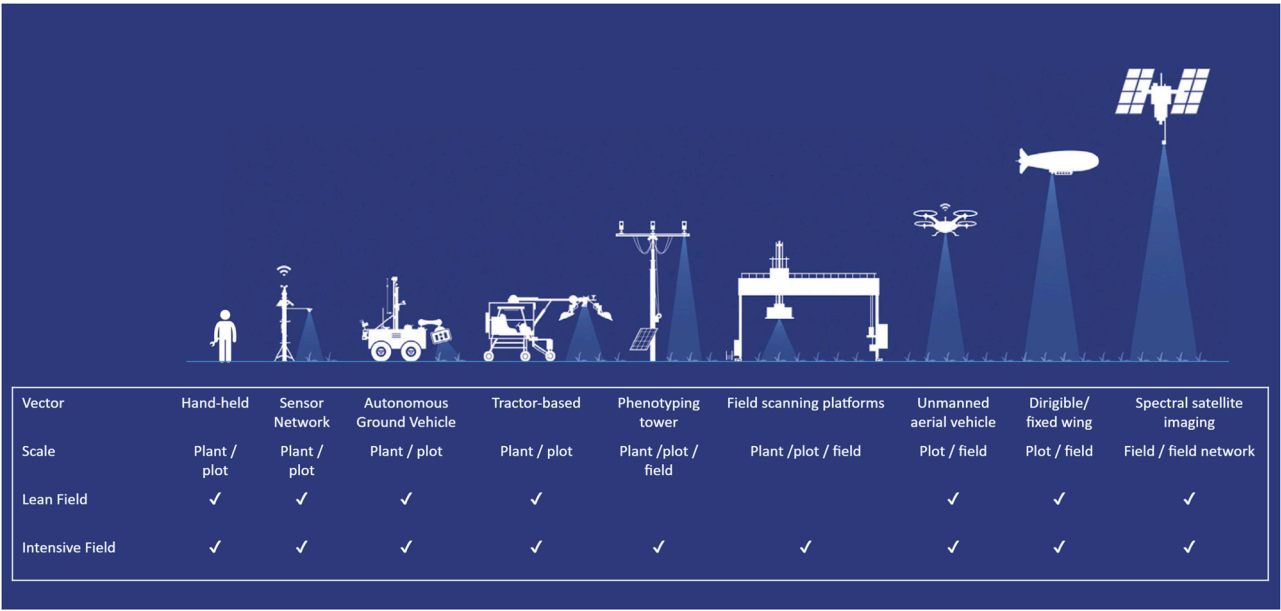 Vector Hand-held Sensor Network Autonomous Ground Vehicle Tractor-based Phenotyping tower Field scanning platforms Unmanned aerial vehicle Dirigible/ fixed wing Spectral satellite imaging
Scale Plant / plot Plant / plot Plant / plot Plant / plot Plant /plot / field Plant /plot / field Plot / field Plot / field Field / field network
Lean Field ✓ ✓ ✓ ✓ ✓ ✓ ✓
Intensive Field ✓ ✓ ✓ ✓ ✓ ✓ ✓ ✓ ✓